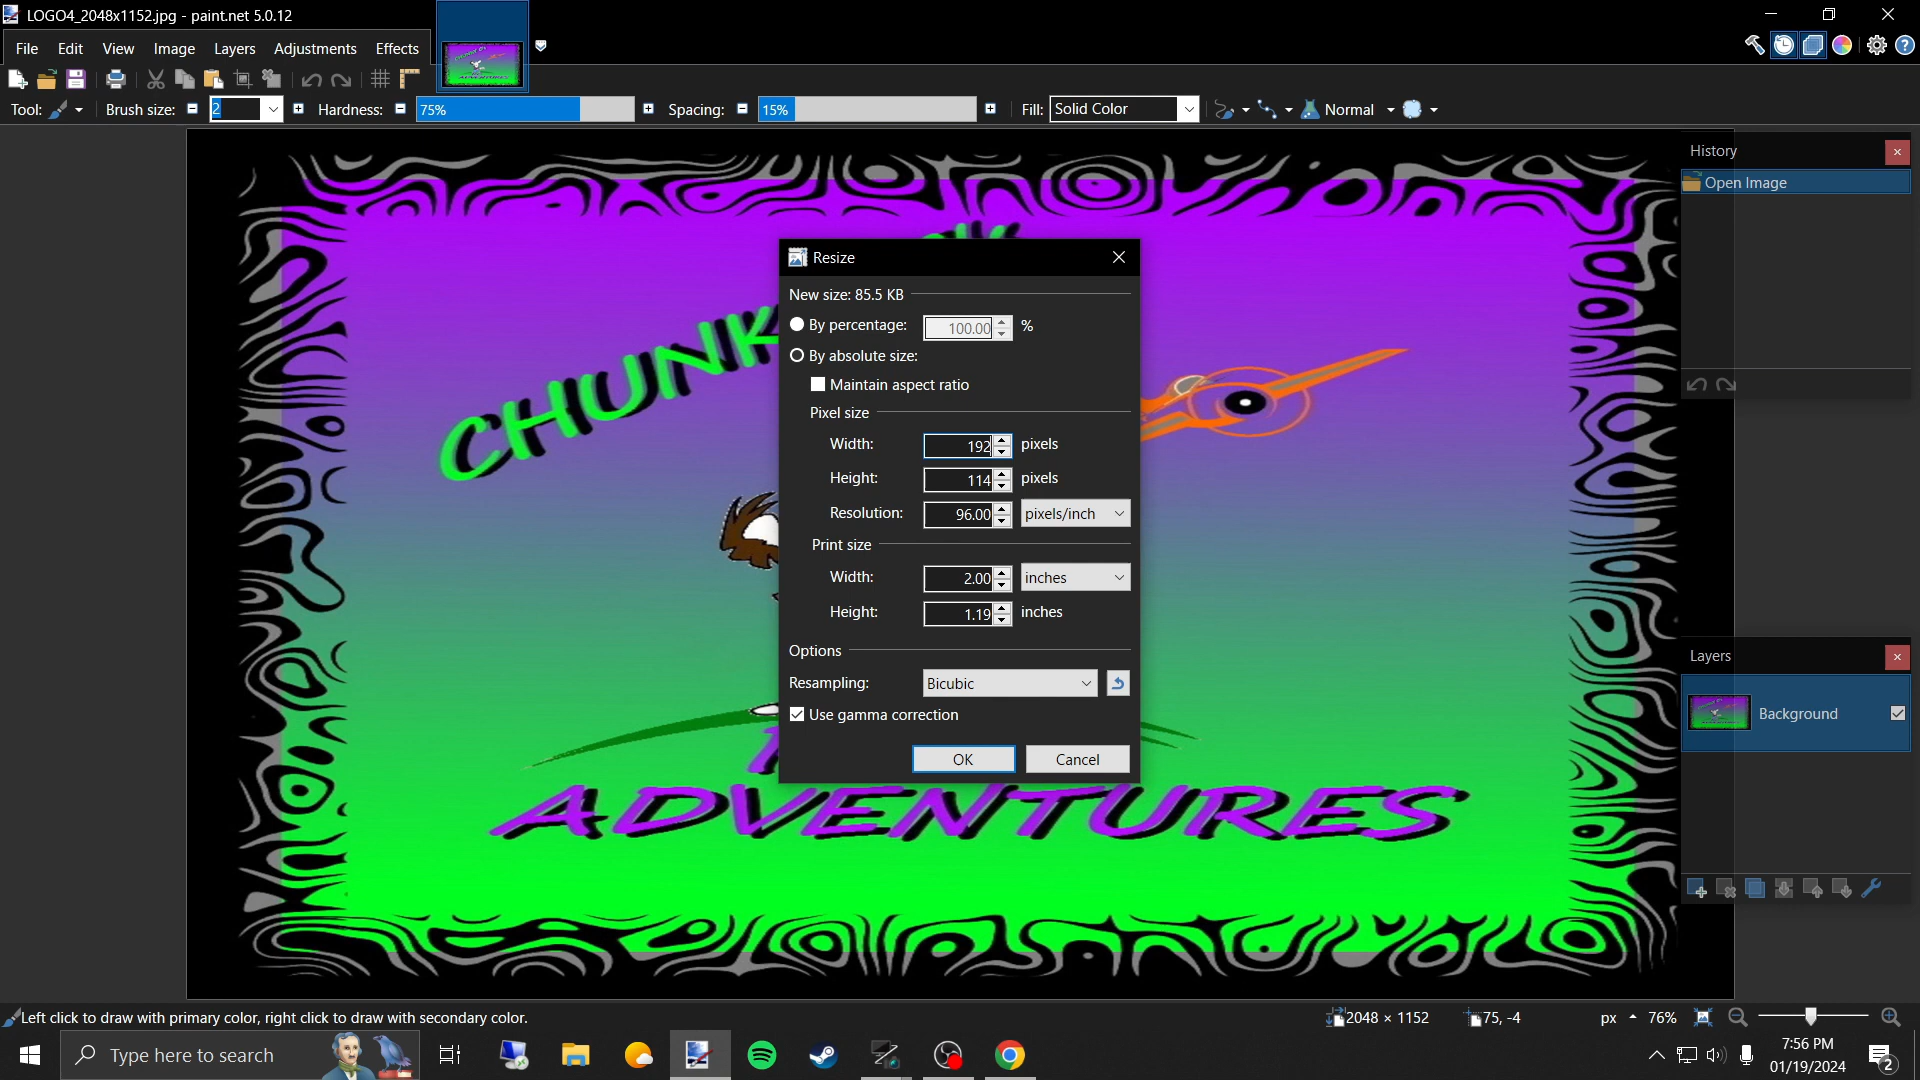 LOGO4_2048x1152.jpg - paint.net 5.0.12
File Edit View Image Layers Adjustments Effects
Tool: Brush size: 2 Hardness: 75% Spacing: 15% Fill: Solid Color Normal
History
Open Image
Resize
New size: 85.5 KB
By percentage: 100.00 %
By absolute size:
Maintain aspect ratio
Pixel size
Width: 192 pixels
Height: 114 pixels
Resolution: 96.00 pixels/inch
Print size
Width: 2.00 inches
Height: 1.19 inches
Options
Resampling: Bicubic
Use gamma correction
OK Cancel
CHUNK
ADVENTURES
Layers
Background
Left click to draw with primary color, right click to draw with secondary color.
2048 × 1152 75, -4 px 76%
Type here to search
7:56 PM
01/19/2024
2